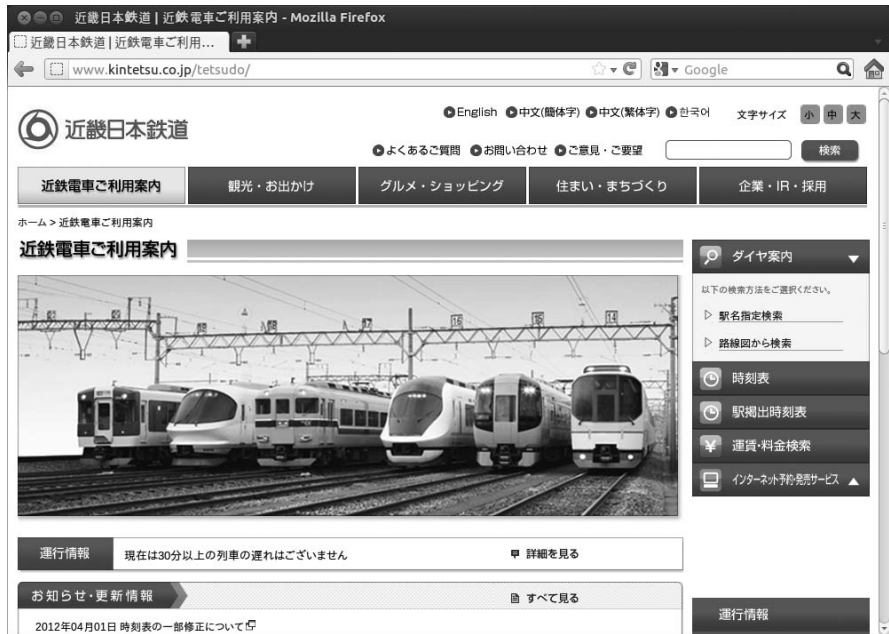 近畿日本鉄道 | 近鉄電車ご利用案内 - Mozilla Firefox
近畿日本鉄道 | 近鉄電車ご利用...
www.kintetsu.co.jp/tetsudo/
Google
English 中文(簡体字) 中文(繁体字) 한국어 文字サイズ 小 中 大
近畿日本鉄道
よくあるご質問 お問い合わせ ご意見・ご要望 検索
近鉄電車ご利用案内 観光・お出かけ グルメ・ショッピング 住まい・まちづくり 企業・IR・採用
ホーム > 近鉄電車ご利用案内
近鉄電車ご利用案内
ダイヤ案内
以下の検索方法をご選択ください。
駅名指定検索
路線図から検索
時刻表
駅掲出時刻表
運賃・料金検索
インターネット予約・発売サービス
17 16 15 14
運行情報 現在は30分以上の列車の遅れはございません 詳細を見る
お知らせ・更新情報 すべて見る
2012年04月01日 時刻表の一部修正について
運行情報